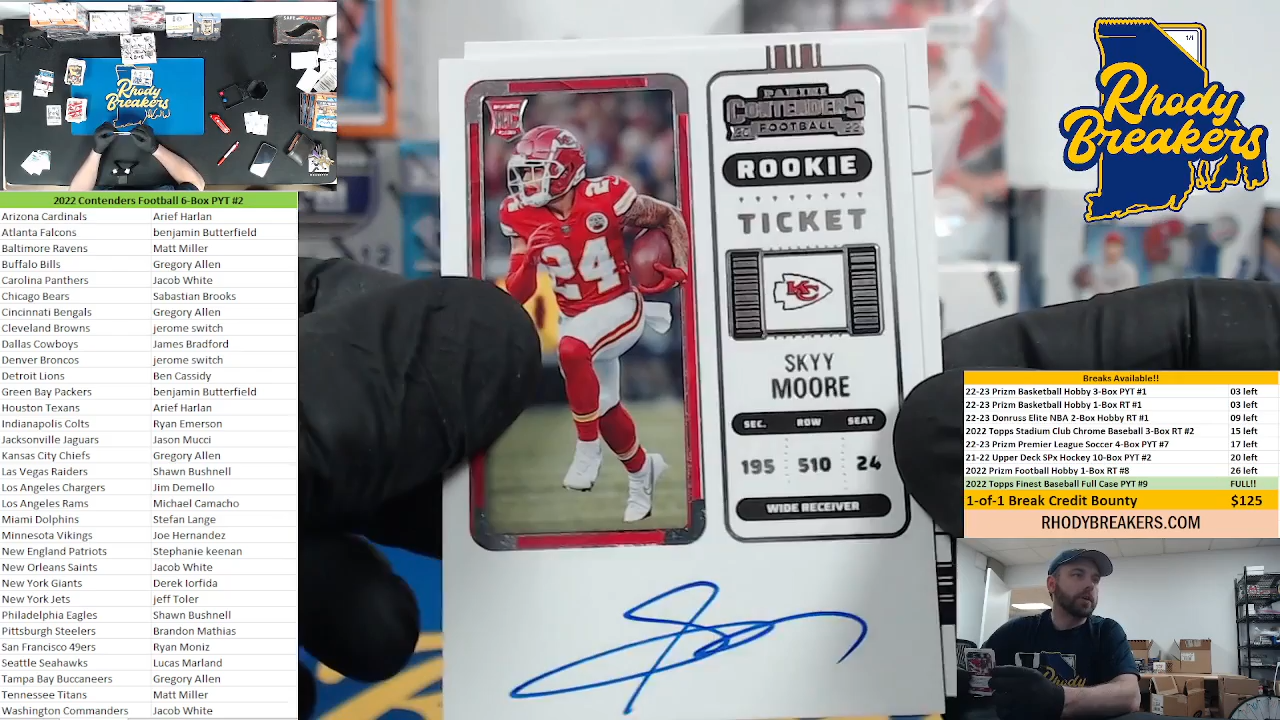 Rhody
Breakers
2022 Contenders Football 6-Box PYT #2
Arizona Cardinals Arief Harlan
Atlanta Falcons benjamin Butterfield
Baltimore Ravens Matt Miller
Buffalo Bills Gregory Allen
Carolina Panthers Jacob White
Chicago Bears Sabastian Brooks
Cincinnati Bengals Gregory Allen
Cleveland Browns jerome switch
Dallas Cowboys James Bradford
Denver Broncos jerome switch
Detroit Lions Ben Cassidy
Green Bay Packers benjamin Butterfield
Houston Texans Arief Harlan
Indianapolis Colts Ryan Emerson
Jacksonville Jaguars Jason Mucci
Kansas City Chiefs Gregory Allen
Las Vegas Raiders Shawn Bushnell
Los Angeles Chargers Jim Demello
Los Angeles Rams Michael Camacho
Miami Dolphins Stefan Lange
Minnesota Vikings Joe Hernandez
New England Patriots Stephanie keenan
New Orleans Saints Jacob White
New York Giants Derek Iorfida
New York Jets jeff Toler
Philadelphia Eagles Shawn Bushnell
Pittsburgh Steelers Brandon Mathias
San Francisco 49ers Ryan Moniz
Seattle Seahawks Lucas Marland
Tampa Bay Buccaneers Gregory Allen
Tennessee Titans Matt Miller
Washington Commanders Jacob White
RC
24
24
PANINI
CONTENDERS
20 FOOTBALL 22
ROOKIE
TICKET
KC
SKYY
MOORE
SEC. ROW SEAT
195 510 24
WIDE RECEIVER
1/1
Rhody
Breakers
Breaks Available!!
22-23 Prizm Basketball Hobby 3-Box PYT #1 03 left
22-23 Prizm Basketball Hobby 1-Box RT #1 03 left
22-23 Donruss Elite NBA 2-Box Hobby RT #1 09 left
2022 Topps Stadium Club Chrome Baseball 3-Box RT #2 15 left
22-23 Prizm Premier League Soccer 4-Box PYT #7 17 left
21-22 Upper Deck SPx Hockey 10-Box PYT #2 20 left
2022 Prizm Football Hobby 1-Box RT #8 26 left
2022 Topps Finest Baseball Full Case PYT #9 FULL!!
1-of-1 Break Credit Bounty $125
RHODYBREAKERS.COM
Rhody